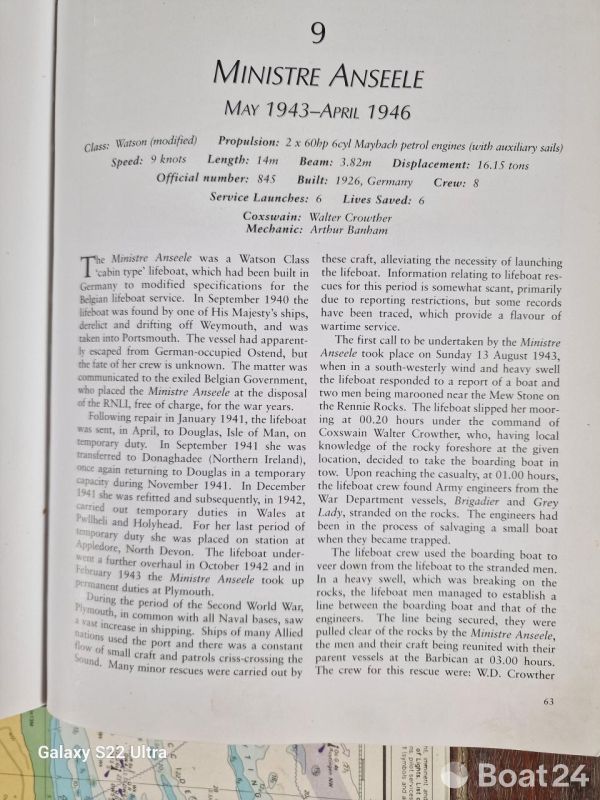 9
MINISTRE ANSEELE
MAY 1943–APRIL 1946
Class: Watson (modified) Propulsion: 2 x 60hp 6cyl Maybach petrol engines (with auxiliary sails)
Speed: 9 knots Length: 14m Beam: 3.82m Displacement: 16.15 tons
Official number: 845 Built: 1926, Germany Crew: 8
Service Launches: 6 Lives Saved: 6
Coxswain: Walter Crowther
Mechanic: Arthur Banham
The Ministre Anseele was a Watson Class
'cabin type' lifeboat, which had been built in
Germany to modified specifications for the
Belgian lifeboat service. In September 1940 the
lifeboat was found by one of His Majesty's ships,
derelict and drifting off Weymouth, and was
taken into Portsmouth. The vessel had apparent-
ly escaped from German-occupied Ostend, but
the fate of her crew is unknown. The matter was
communicated to the exiled Belgian Government,
who placed the Ministre Anseele at the disposal
of the RNLI, free of charge, for the war years.
Following repair in January 1941, the lifeboat
was sent, in April, to Douglas, Isle of Man, on
temporary duty. In September 1941 she was
transferred to Donaghadee (Northern Ireland),
once again returning to Douglas in a temporary
capacity during November 1941. In December
1941 she was refitted and subsequently, in 1942,
carried out temporary duties in Wales at
Pwllheli and Holyhead. For her last period of
temporary duty she was placed on station at
Appledore, North Devon. The lifeboat under-
went a further overhaul in October 1942 and in
February 1943 the Ministre Anseele took up
permanent duties at Plymouth.
During the period of the Second World War,
Plymouth, in common with all Naval bases, saw
a vast increase in shipping. Ships of many Allied
nations used the port and there was a constant
flow of small craft and patrols criss-crossing the
Sound. Many minor rescues were carried out by
these craft, alleviating the necessity of launching
the lifeboat. Information relating to lifeboat res-
cues for this period is somewhat scant, primarily
due to reporting restrictions, but some records
have been traced, which provide a flavour of
wartime service.
The first call to be undertaken by the Ministre
Anseele took place on Sunday 13 August 1943,
when in a south-westerly wind and heavy swell
the lifeboat responded to a report of a boat and
two men being marooned near the Mew Stone on
the Rennie Rocks. The lifeboat slipped her moor-
ing at 00.20 hours under the command of
Coxswain Walter Crowther, who, having local
knowledge of the rocky foreshore at the given
location, decided to take the boarding boat in
tow. Upon reaching the casualty, at 01.00 hours,
the lifeboat crew found Army engineers from the
War Department vessels, Brigadier and Grey
Lady, stranded on the rocks. The engineers had
been in the process of salvaging a small boat
when they became trapped.
The lifeboat crew used the boarding boat to
veer down from the lifeboat to the stranded men.
In a heavy swell, which was breaking on the
rocks, the lifeboat men managed to establish a
line between the boarding boat and that of the
engineers. The line being secured, they were
pulled clear of the rocks by the Ministre Anseele,
the men and their craft being reunited with their
parent vessels at the Barbican at 03.00 hours.
The crew for this rescue were: W.D. Crowther
63
Galaxy S22 Ultra
Boat24